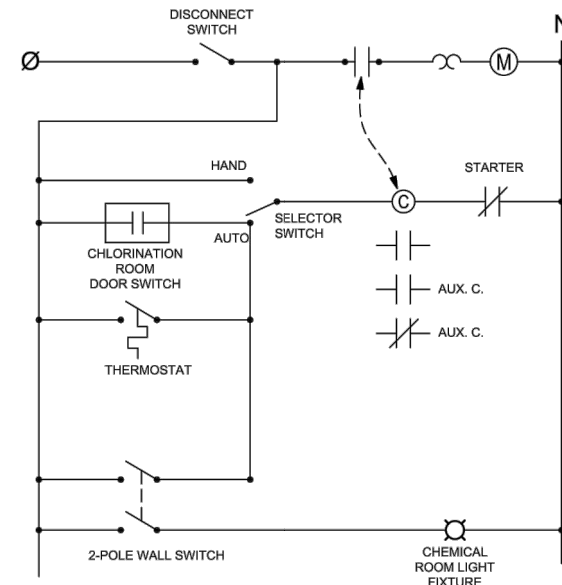 DISCONNECT
SWITCH
N
Ø
M
HAND
STARTER
C
SELECTOR
SWITCH
AUTO
CHLORINATION
ROOM
DOOR SWITCH
AUX. C.
AUX. C.
THERMOSTAT
2-POLE WALL SWITCH
CHEMICAL
ROOM LIGHT
FIXTURE